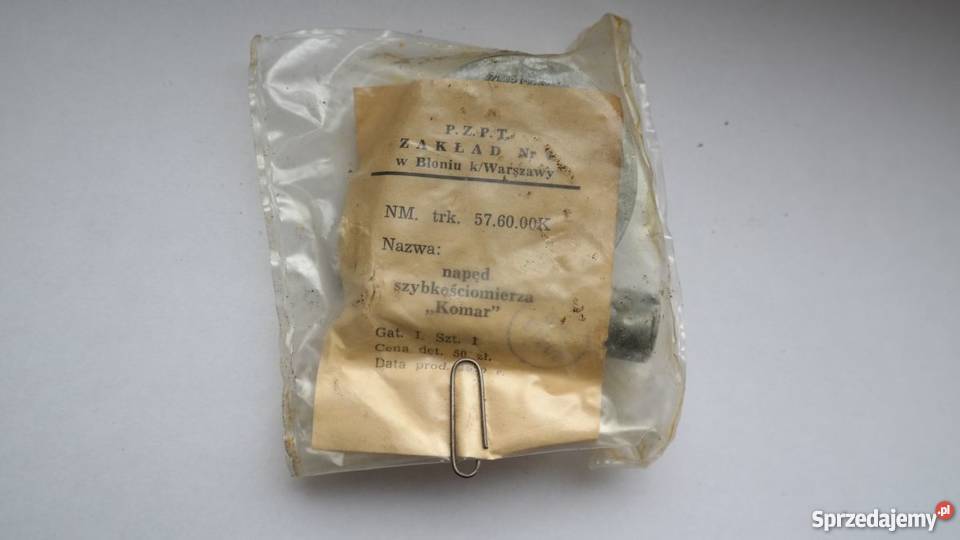 P.Z.P.T.
ZAKŁAD Nr
w Błoniu k/Warszawy
NM. trk. 57.60.00K
Nazwa:
napęd
szybkościomierza
„Komar”
Gat. I. Szt. 1
Cena det. 50 zł.
Data prod. r.
Sprzedajemy.pl